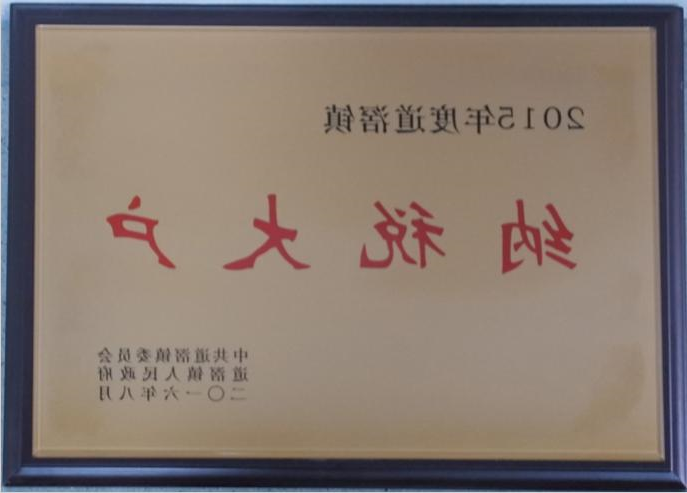 2015年度道滘镇
纳税大户
中共道滘镇委员会
道滘镇人民政府
二〇一六年八月